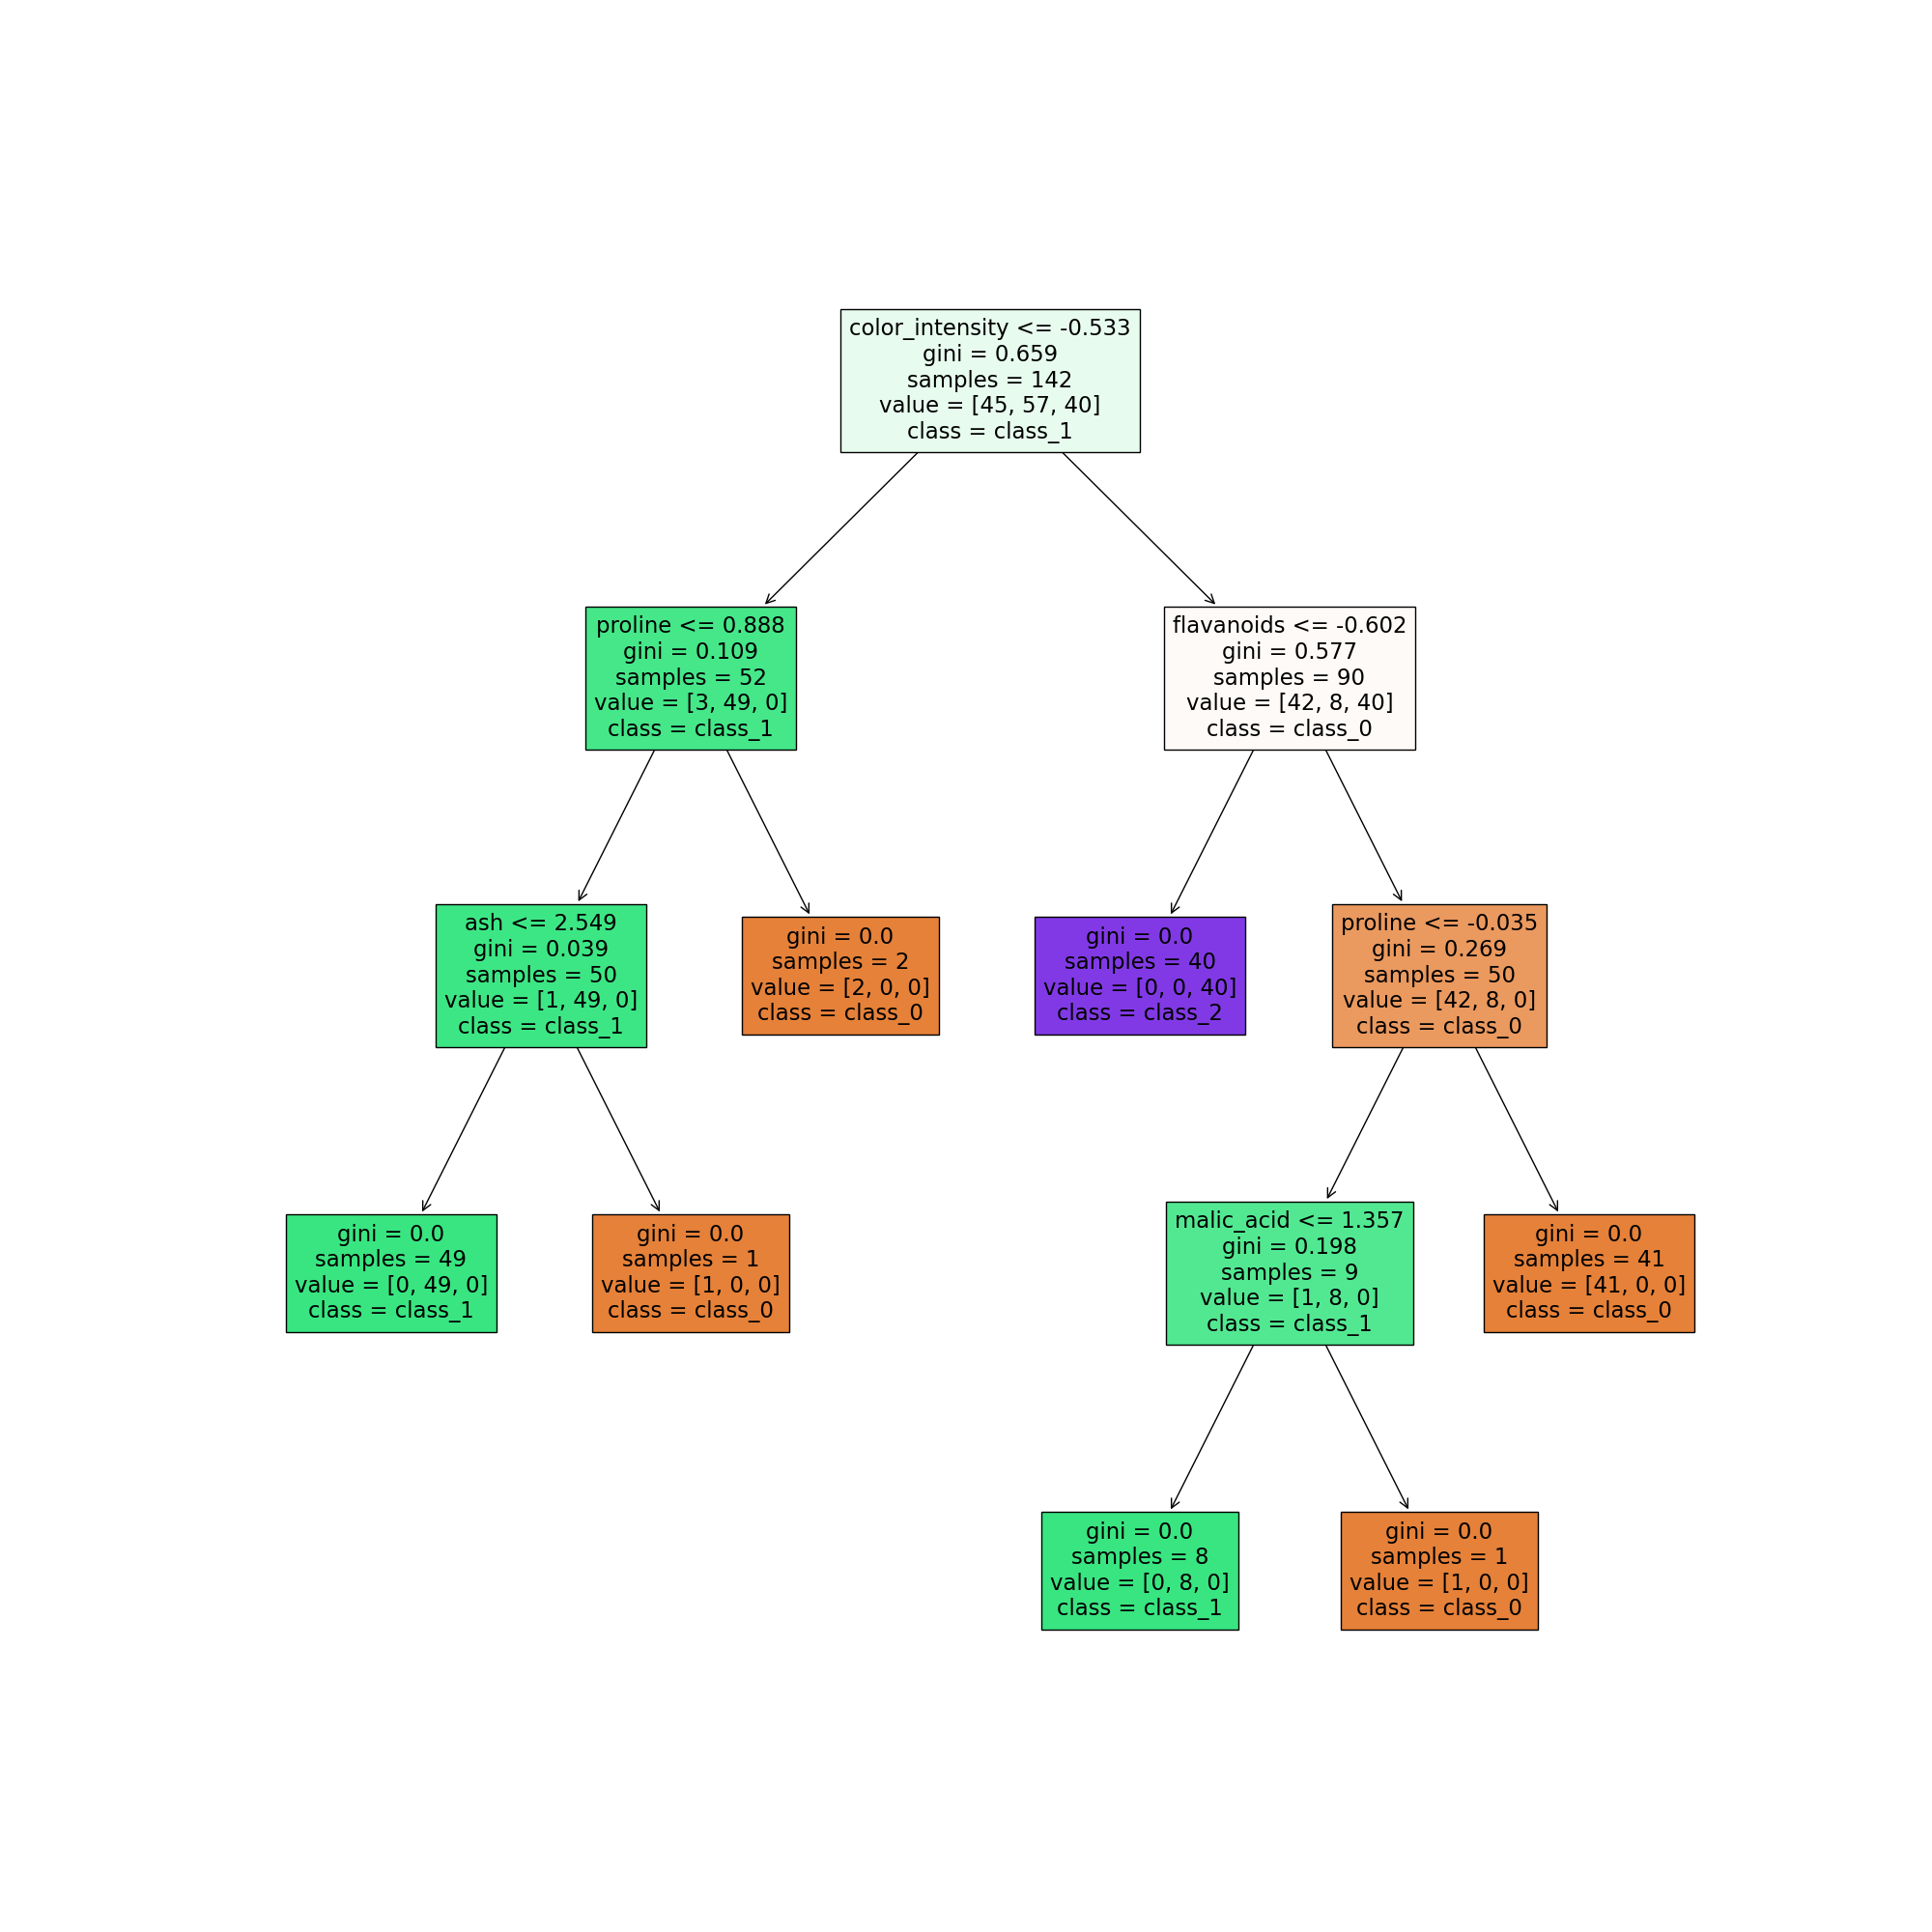 color_intensity <= -0.533
gini = 0.659
samples = 142
value = [45, 57, 40]
class = class_1
proline <= 0.888
gini = 0.109
samples = 52
value = [3, 49, 0]
class = class_1
flavanoids <= -0.602
gini = 0.577
samples = 90
value = [42, 8, 40]
class = class_0
ash <= 2.549
gini = 0.039
samples = 50
value = [1, 49, 0]
class = class_1
gini = 0.0
samples = 2
value = [2, 0, 0]
class = class_0
gini = 0.0
samples = 40
value = [0, 0, 40]
class = class_2
proline <= -0.035
gini = 0.269
samples = 50
value = [42, 8, 0]
class = class_0
gini = 0.0
samples = 49
value = [0, 49, 0]
class = class_1
gini = 0.0
samples = 1
value = [1, 0, 0]
class = class_0
malic_acid <= 1.357
gini = 0.198
samples = 9
value = [1, 8, 0]
class = class_1
gini = 0.0
samples = 41
value = [41, 0, 0]
class = class_0
gini = 0.0
samples = 8
value = [0, 8, 0]
class = class_1
gini = 0.0
samples = 1
value = [1, 0, 0]
class = class_0